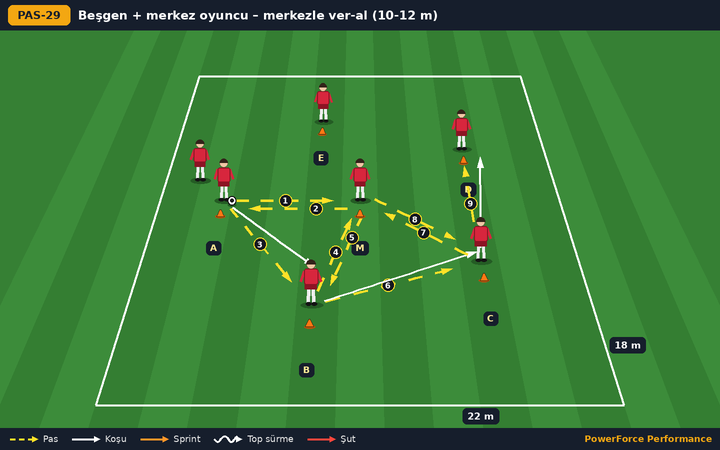 PAS-29
Beşgen + merkez oyuncu – merkezle ver-al (10-12 m)
E
D
1
2
9
8
3
5
7
A
4
M
6
C
18 m
B
22 m
Pas
Koşu
Sprint
Top sürme
Şut
PowerForce Performance